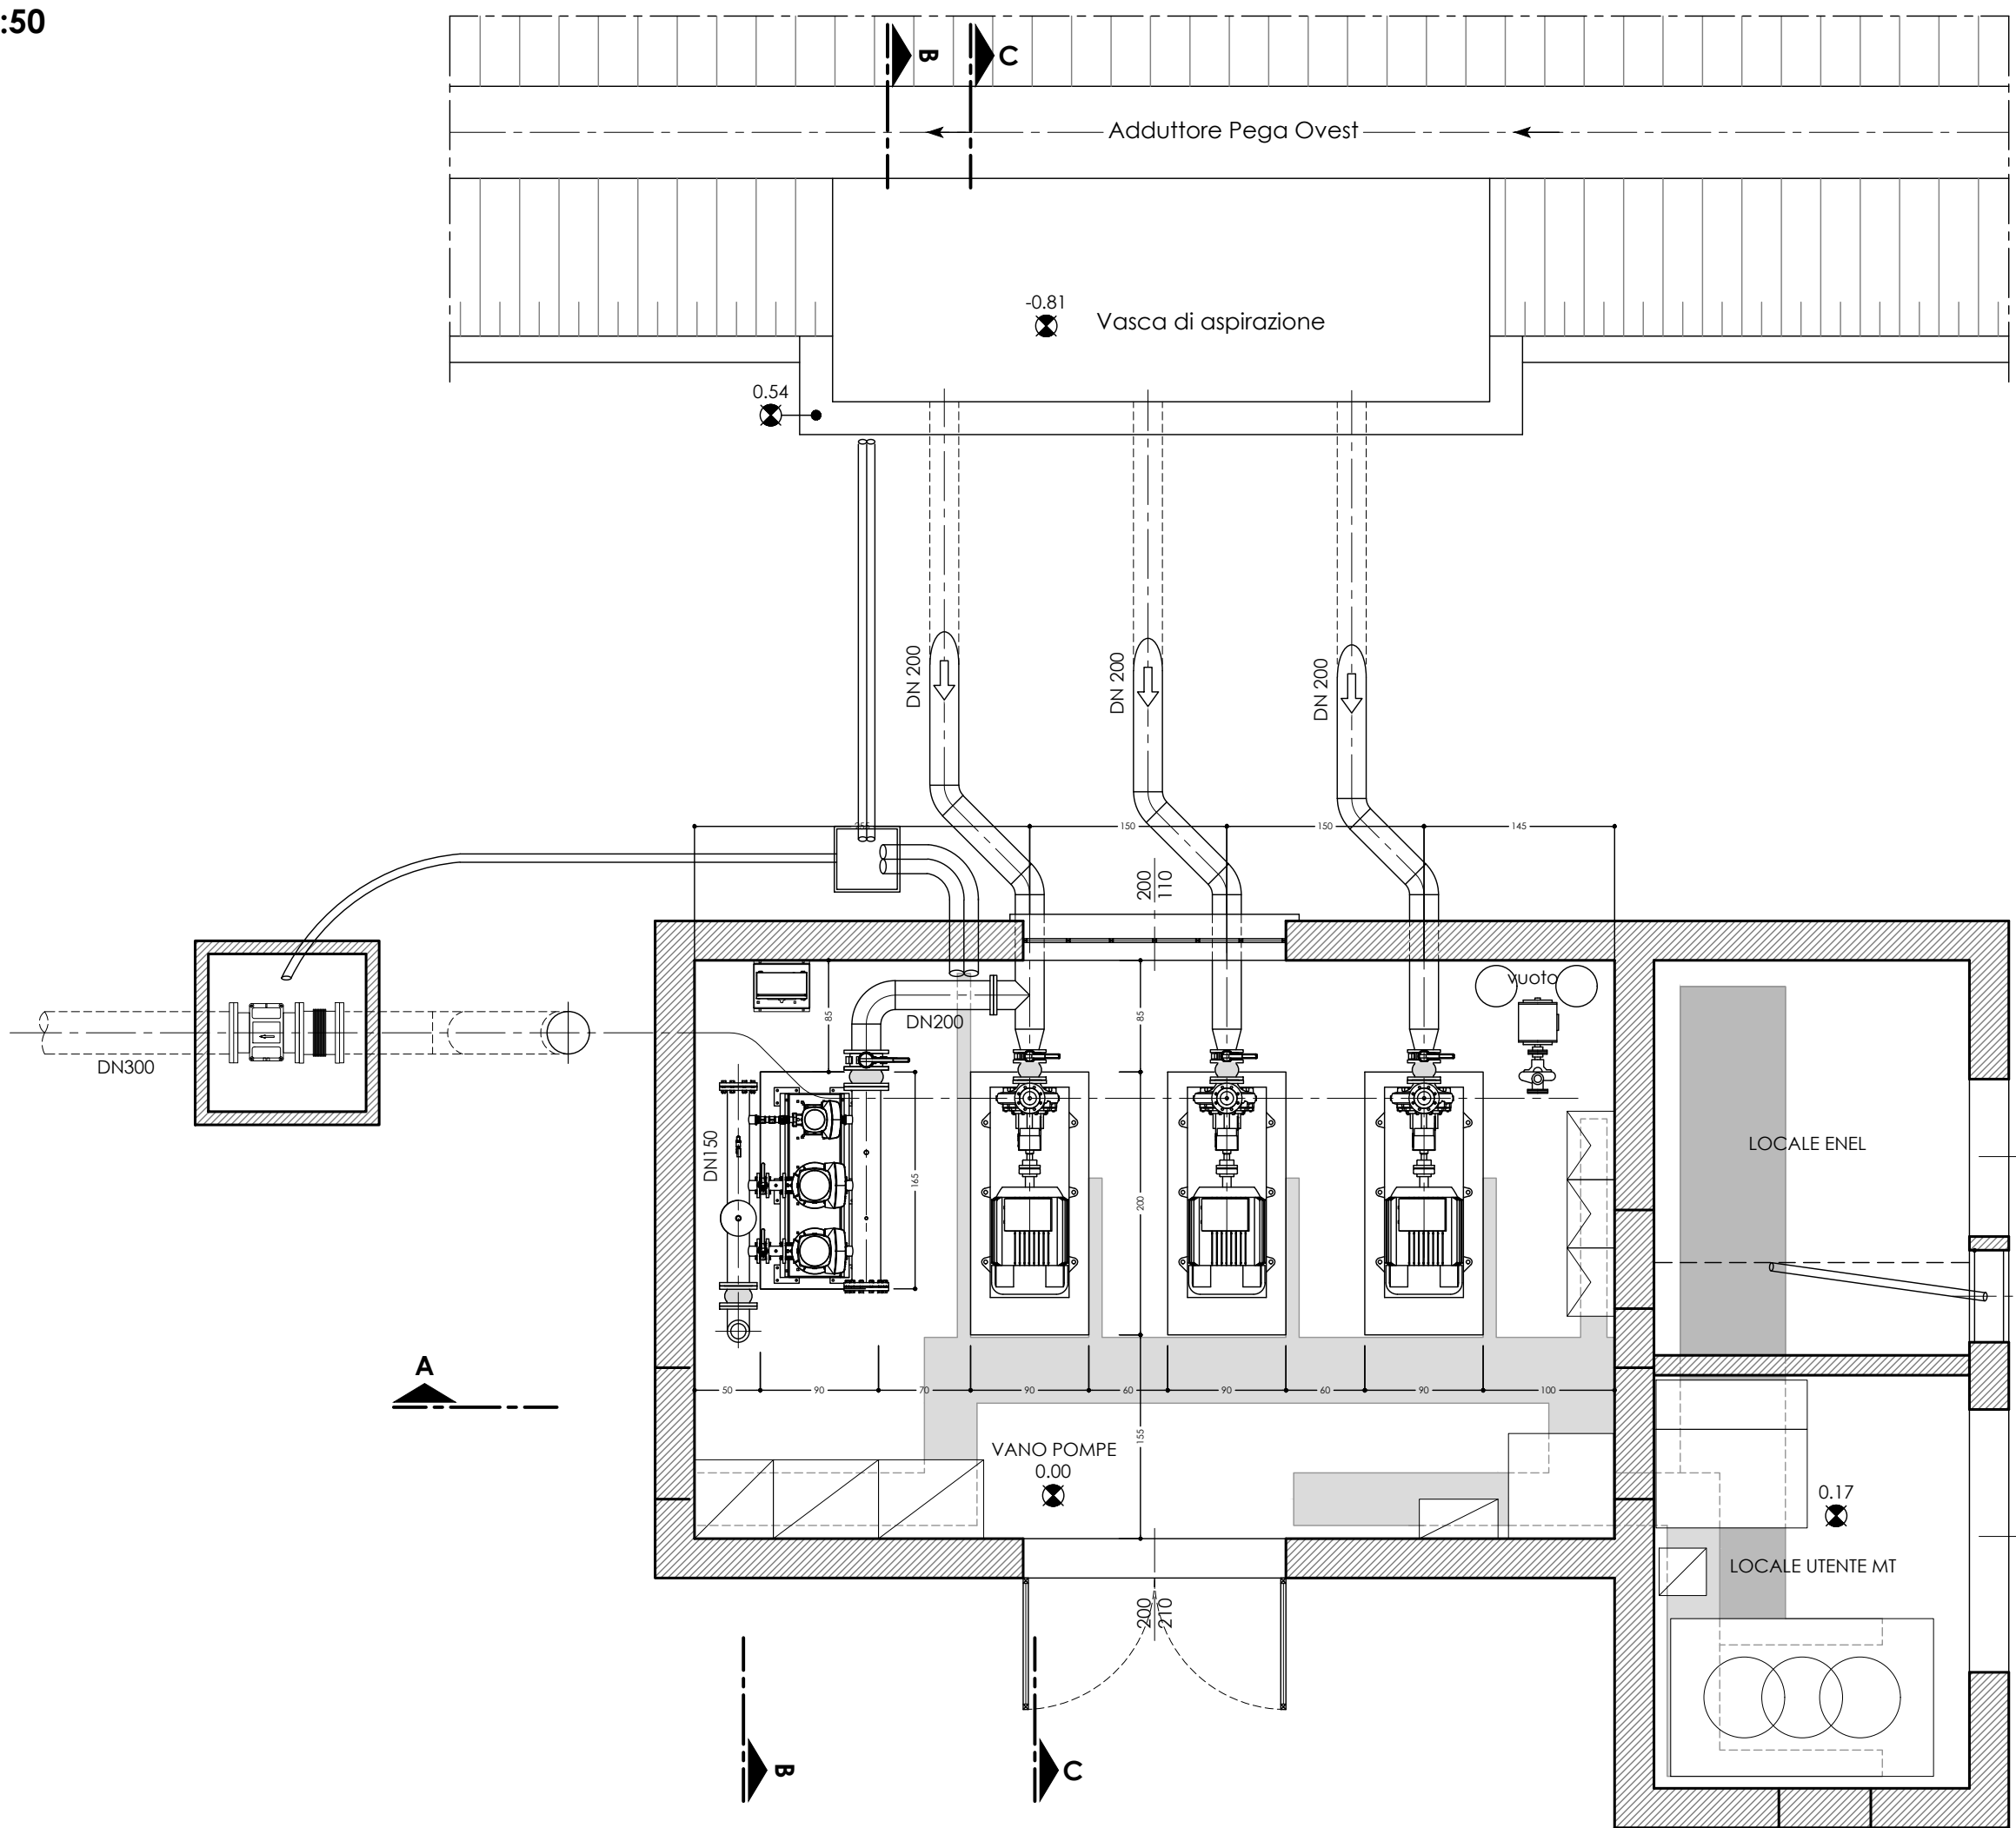 :50
B
C
Adduttore Pega Ovest
-0.81
Vasca di aspirazione
0.54
DN 200
DN 200
DN 200
255
150
150
145
200
110
vuoto
85
DN200
85
DN300
DN150
165
200
LOCALE ENEL
A
50
90
70
90
60
90
60
90
100
155
VANO POMPE
0.00
0.17
LOCALE UTENTE MT
200
210
B
C